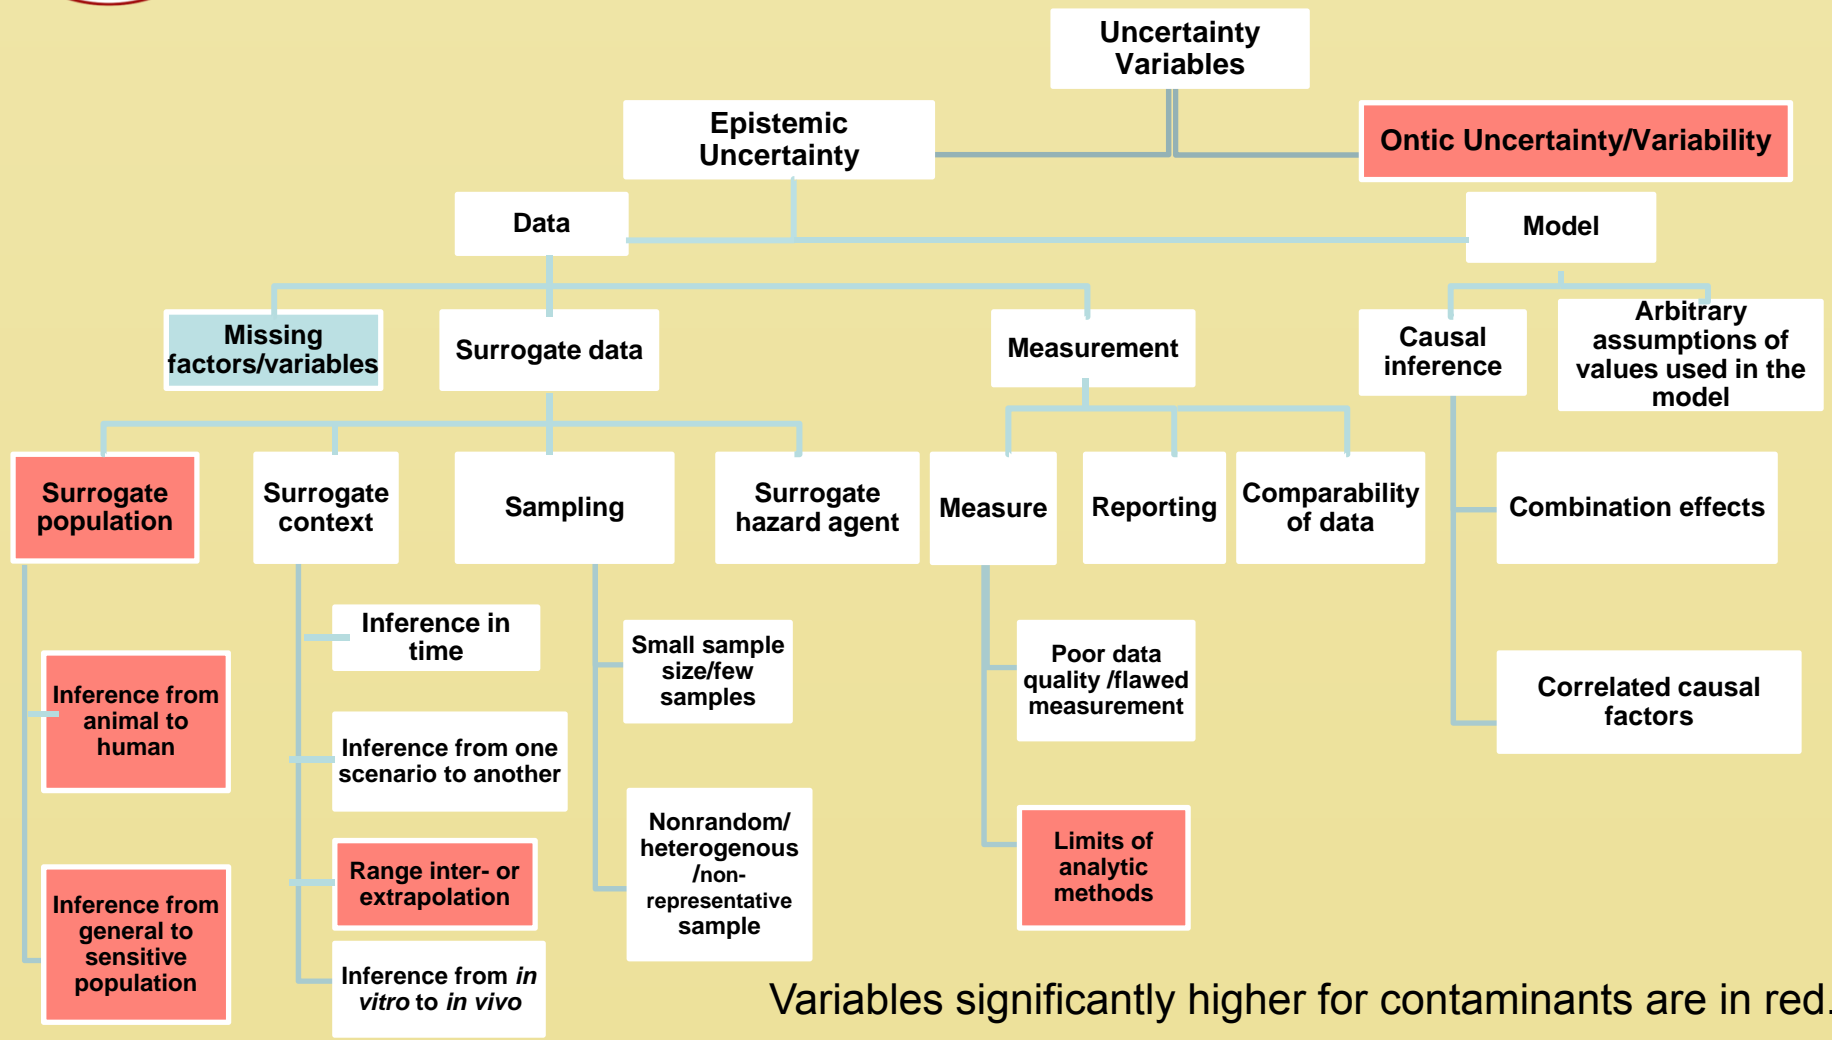 Uncertainty
Variables
Epistemic
Uncertainty
Ontic Uncertainty/Variability
Data
Model
Missing
factors/variables
Surrogate data
Measurement
Causal
inference
Arbitrary
assumptions of
values used in the
model
Surrogate
population
Surrogate
context
Sampling
Surrogate
hazard agent
Measure
Reporting
Comparability
of data
Combination effects
Inference in
time
Small sample
size/few
samples
Poor data
quality /flawed
measurement
Correlated causal
factors
Inference from
animal to
human
Inference from one
scenario to another
Nonrandom/
heterogenous
/non-
representative
sample
Limits of
analytic
methods
Range inter- or
extrapolation
Inference from
general to
sensitive
population
Inference from in
vitro to in vivo
Variables significantly higher for contaminants are in red.